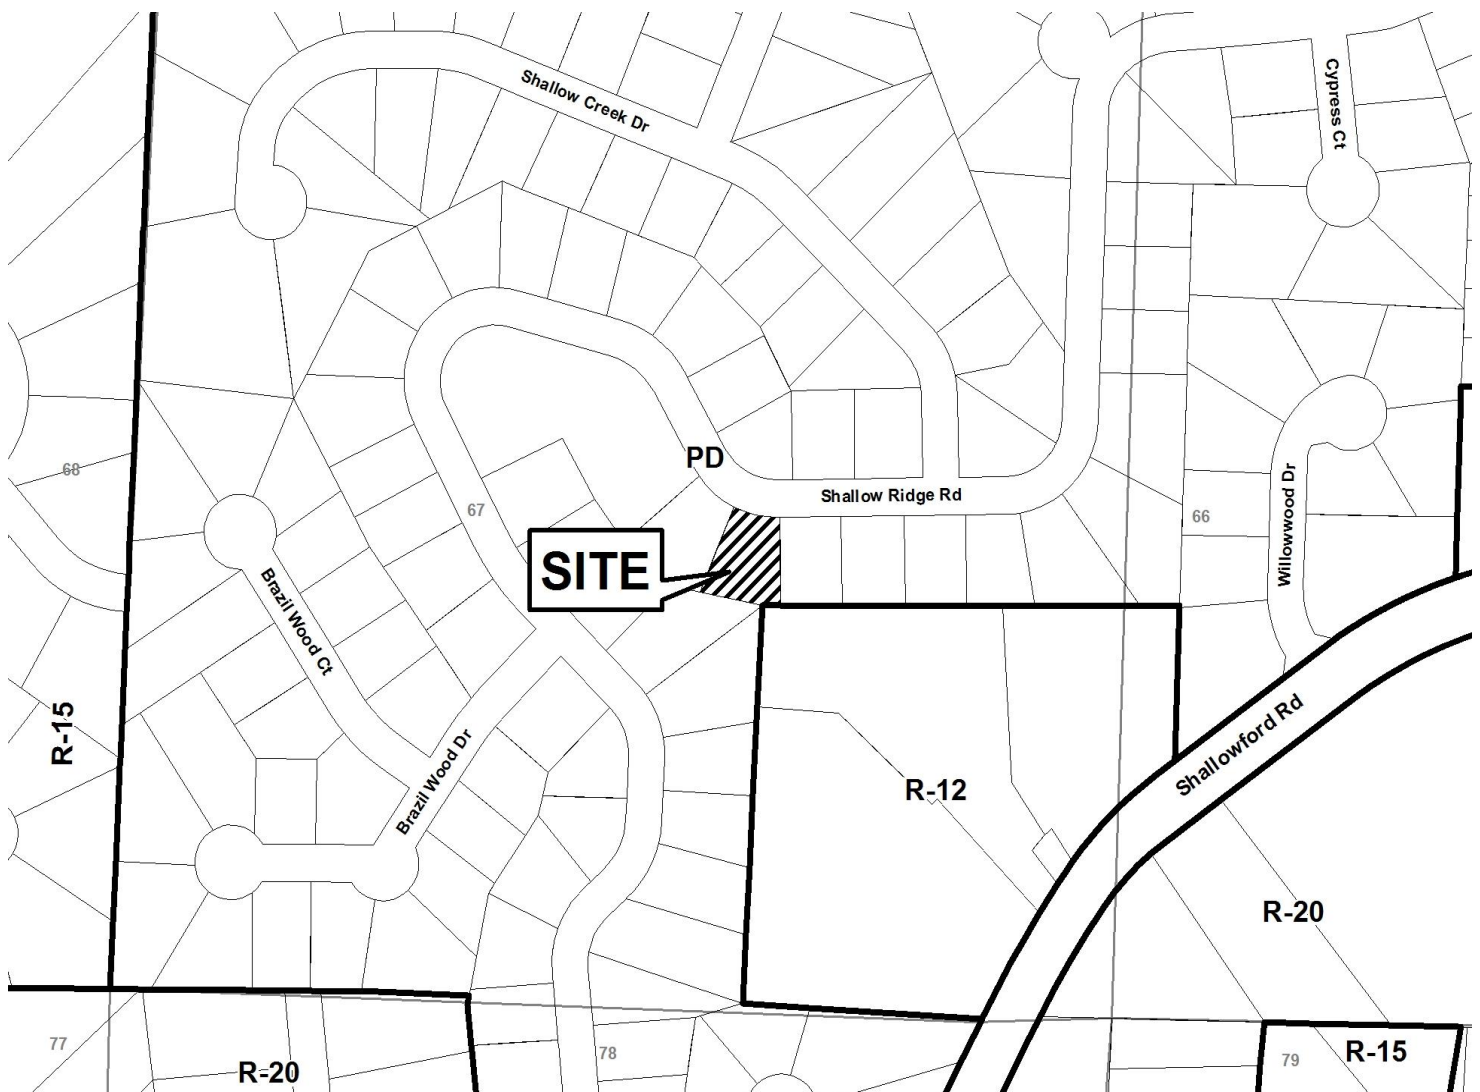 Shallow Creek Dr
Cypress Ct
PD
68
Shallow Ridge Rd
67
66
Willowwood Dr
SITE
Brazil Wood Ct
R-15
Shallowford Rd
Brazil Wood Dr
R-12
R-20
77
78
R-20
79
R-15